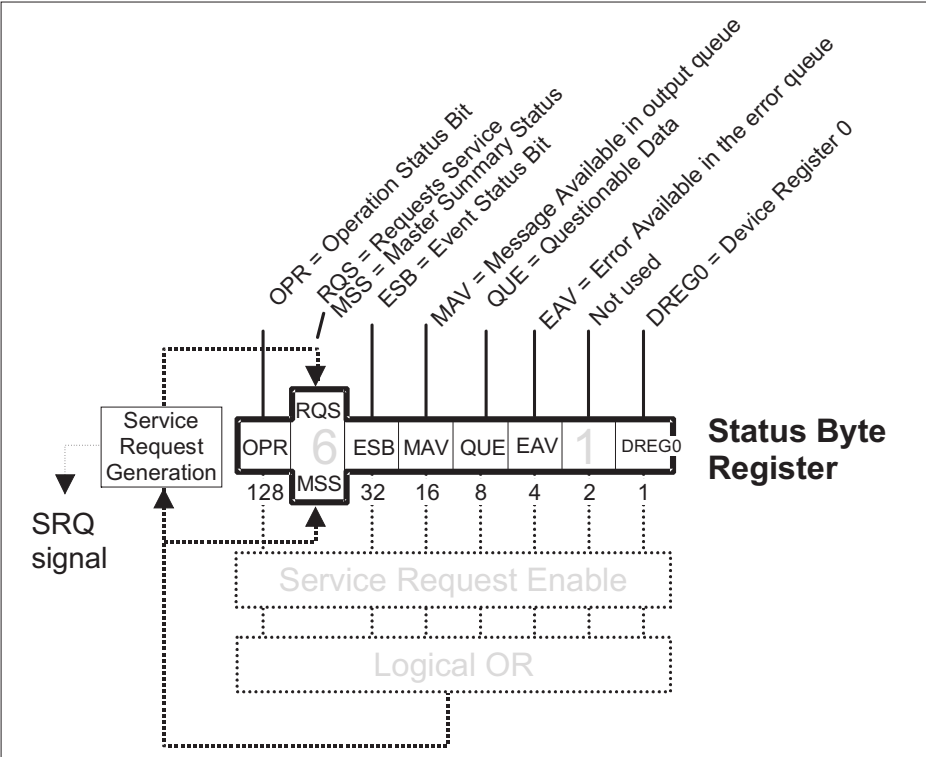 OPR = Operation Status Bit
RQS = Requests Service
MSS = Master Summary Status
ESB = Event Status Bit
MAV = Message Available in output queue
QUE = Questionable Data
EAV = Error Available in the error queue
Not used
DREG0 = Device Register 0
Service
Request
Generation
SRQ
signal
RQS
OPR 6 ESB MAV QUE EAV 1 DREG0
MSS
128 32 16 8 4 2 1
Status Byte
Register
Service Request Enable
Logical OR